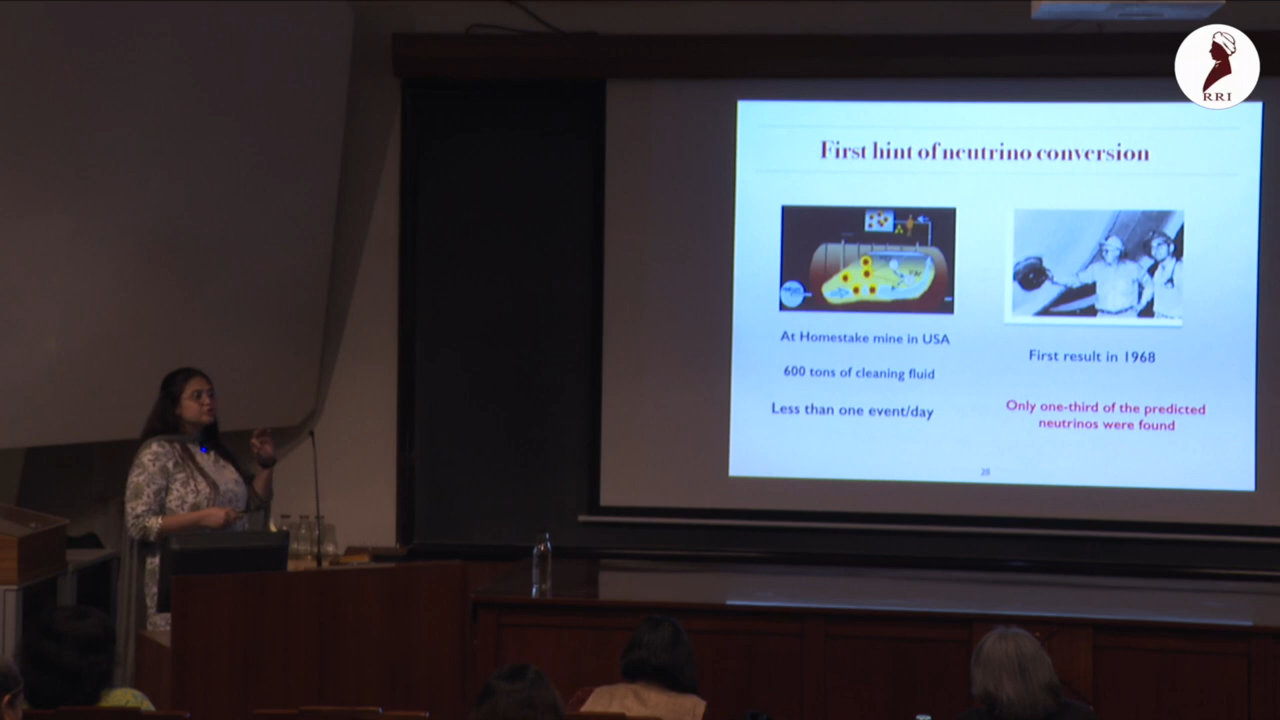 RRI
First hint of neutrino conversion
At Homestake mine in USA
600 tons of cleaning fluid
Less than one event/day
First result in 1968
Only one-third of the predicted
neutrinos were found
28